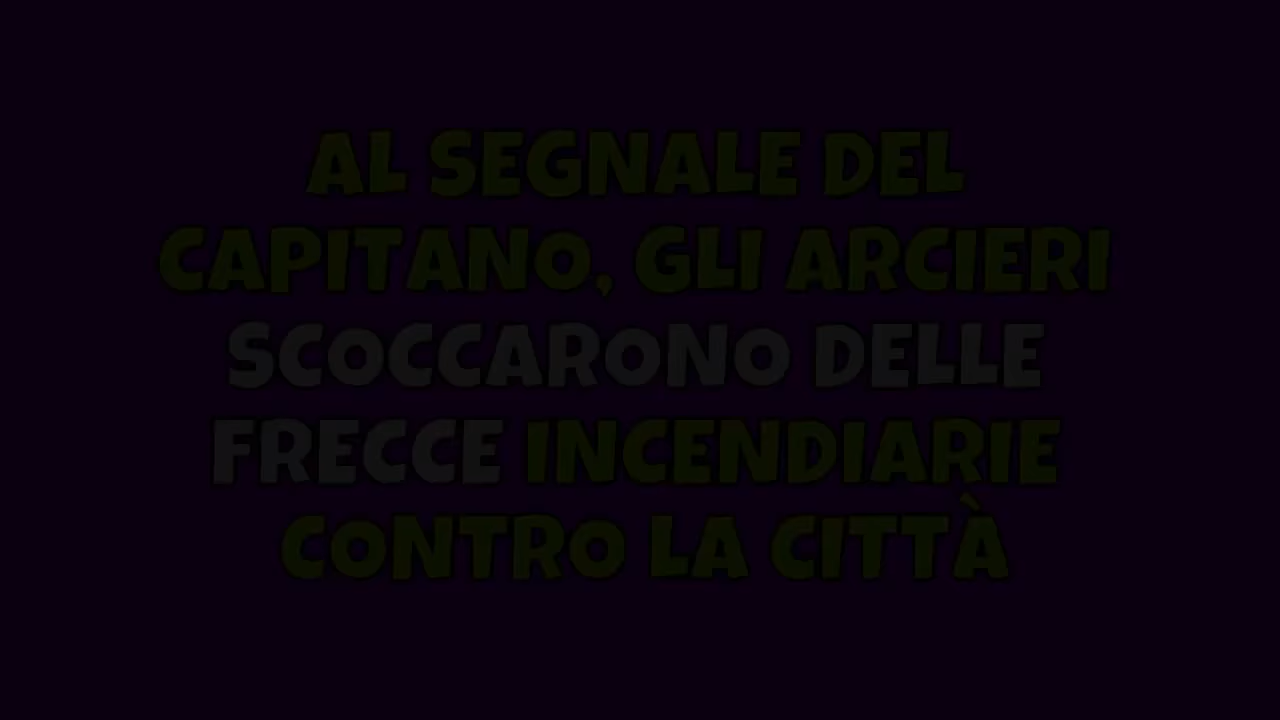 AL SEGNALE DEL
CAPITANO, GLI ARCIERI
SCOCCARONO DELLE
FRECCE INCENDIARIE
CONTRO LA CITTÀ